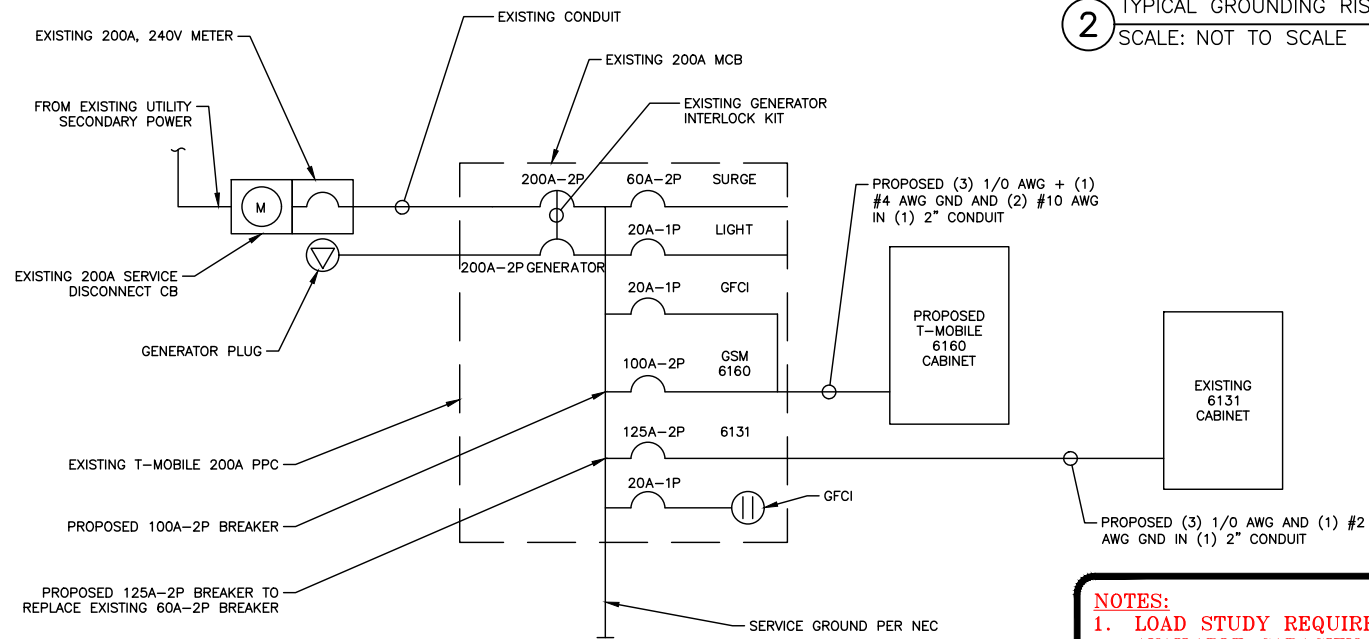 EXISTING CONDUIT
2
TYPICAL GROUNDING
SCALE: NOT TO SCALE
EXISTING 200A, 240V METER
EXISTING 200A MCB
FROM EXISTING UTILITY
SECONDARY POWER
EXISTING GENERATOR
INTERLOCK KIT
200A-2P
60A-2P
SURGE
PROPOSED (3) 1/0 AWG + (1)
#4 AWG GND AND (2) #10 AWG
IN (1) 2" CONDUIT
M
20A-1P
LIGHT
EXISTING 200A SERVICE
DISCONNECT CB
200A-2P GENERATOR
20A-1P
GFCI
GENERATOR PLUG
PROPOSED
T-MOBILE
6160
CABINET
100A-2P
GSM
6160
EXISTING
6131
CABINET
125A-2P
6131
EXISTING T-MOBILE 200A PPC
20A-1P
GFCI
PROPOSED 100A-2P BREAKER
PROPOSED (3) 1/0 AWG AND (1) #2
AWG GND IN (1) 2" CONDUIT
PROPOSED 125A-2P BREAKER TO
REPLACE EXISTING 60A-2P BREAKER
SERVICE GROUND PER NEC
NOTES:
1. LOAD STUDY